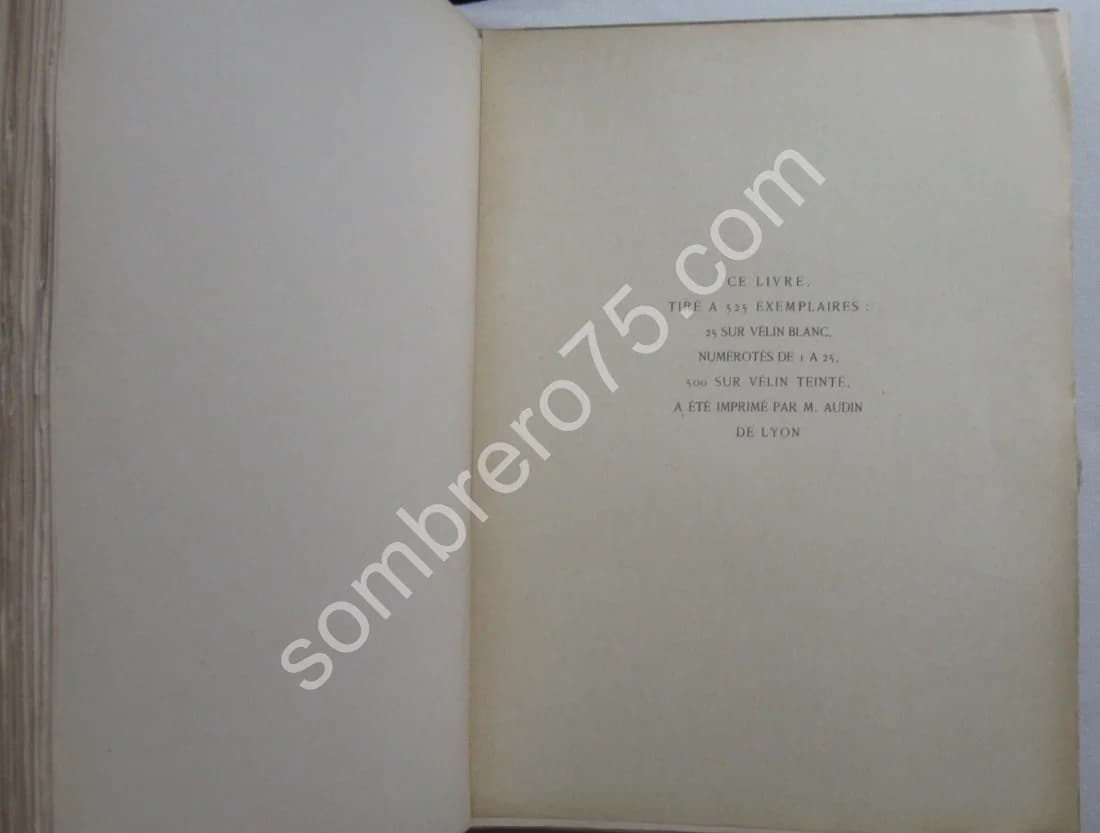 CE LIVRE,
TIRÉ A 525 EXEMPLAIRES :
25 SUR VÉLIN BLANC,
NUMÉROTÉS DE 1 A 25,
500 SUR VÉLIN TEINTÉ,
A ÉTÉ IMPRIMÉ PAR M. AUDIN
DE LYON
sombrero75.com